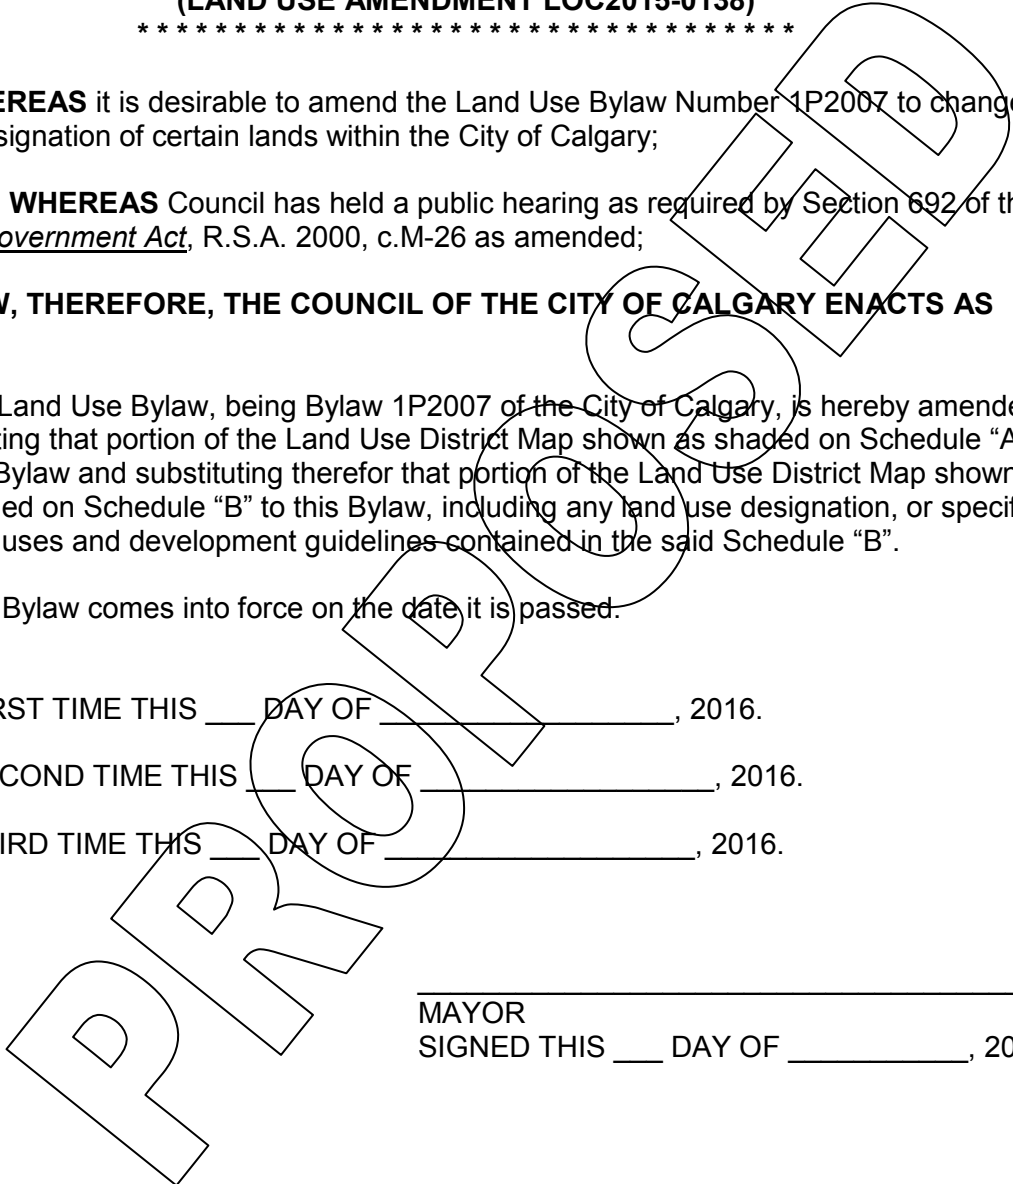 (LAND USE AMENDMENT LOC2015-0138)
* * * * * * * * * * * * * * * * * * * * * * * * * * * * * * * * * *
EREAS it is desirable to amend the Land Use Bylaw Number 1P2007 to change
signation of certain lands within the City of Calgary;
WHEREAS Council has held a public hearing as required by Section 692 of th
overnment Act, R.S.A. 2000, c.M-26 as amended;
W, THEREFORE, THE COUNCIL OF THE CITY OF CALGARY ENACTS AS
Land Use Bylaw, being Bylaw 1P2007 of the City of Calgary, is hereby amende
ting that portion of the Land Use District Map shown as shaded on Schedule “A
Bylaw and substituting therefor that portion of the Land Use District Map shown
ed on Schedule “B” to this Bylaw, including any land use designation, or specif
uses and development guidelines contained in the said Schedule “B”.
Bylaw comes into force on the date it is passed.
RST TIME THIS ___ DAY OF __________________, 2016.
COND TIME THIS ___ DAY OF __________________, 2016.
IRD TIME THIS ___ DAY OF ___________________, 2016.
MAYOR
SIGNED THIS ___ DAY OF ___________, 20
PROPOSED